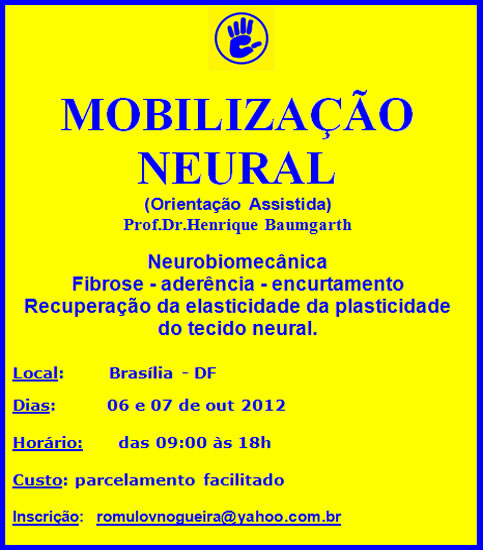 MOBILIZAÇÃO
NEURAL
(Orientação Assistida)
Prof.Dr.Henrique Baumgarth
Neurobiomecânica
Fibrose - aderência - encurtamento
Recuperação da elasticidade da plasticidade
do tecido neural.
Local: Brasília - DF
Dias: 06 e 07 de out 2012
Horário: das 09:00 às 18h
Custo: parcelamento facilitado
Inscrição: romulovnogueira@yahoo.com.br